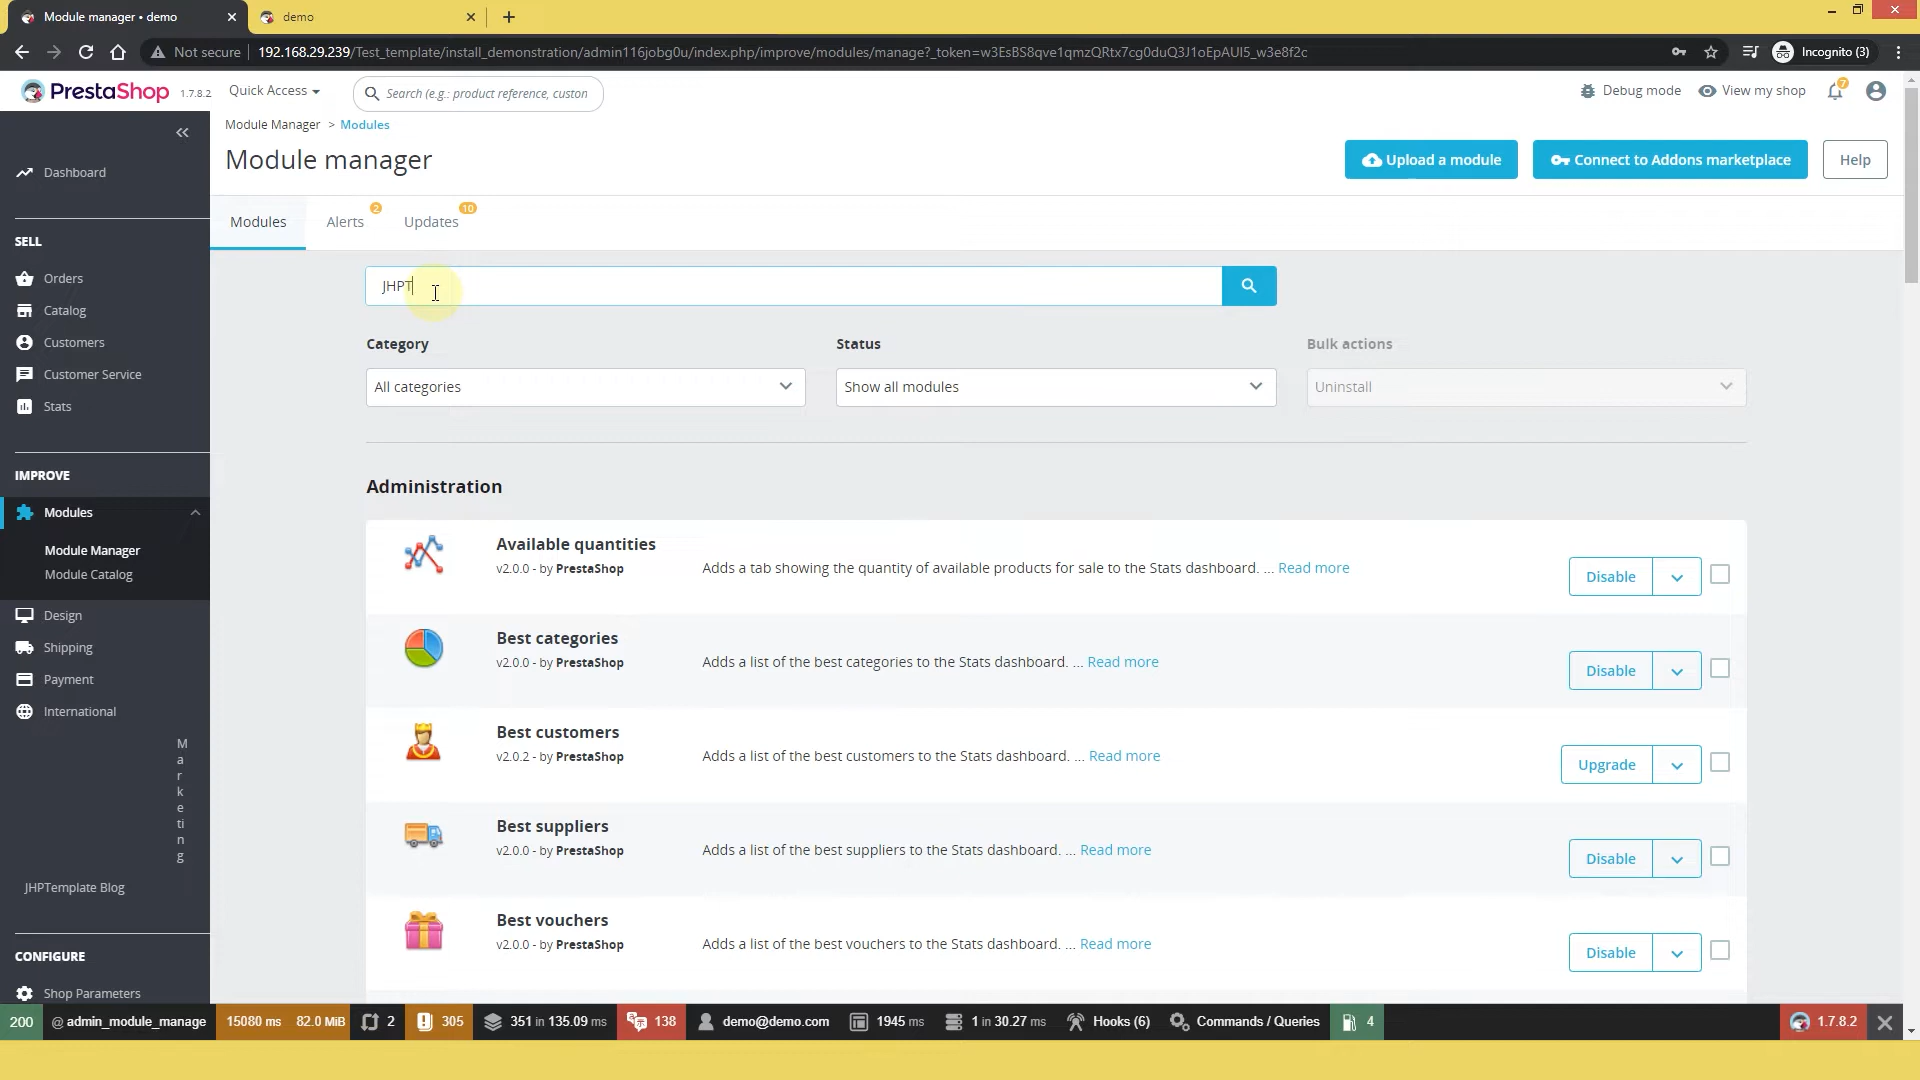 Module manager • demo
demo
Not secure
192.168.29.239/Test_template/install_demonstration/admin116jobg0u/index.php/improve/modules/manage?_token=w3EsBS8qve1qmzQRtx7cg0duQ3J1oEpAUI5_w3e8f2c
Incognito (3)
PrestaShop 1.7.8.2
Quick Access
Search (e.g.: product reference, custon
Debug mode
View my shop
7
Module Manager > Modules
Module manager
Upload a module
Connect to Addons marketplace
Help
Modules
Alerts 2
Updates 10
JHPT
Category
Status
Bulk actions
All categories
Show all modules
Uninstall
Dashboard
SELL
Orders
Catalog
Customers
Customer Service
Stats
IMPROVE
Modules
Module Manager
Module Catalog
Design
Shipping
Payment
International
M
a
r
k
e
ti
n
g
JHPTemplate Blog
CONFIGURE
Shop Parameters
Administration
Available quantities
v2.0.0 - by PrestaShop
Adds a tab showing the quantity of available products for sale to the Stats dashboard. ... Read more
Disable
Best categories
v2.0.0 - by PrestaShop
Adds a list of the best categories to the Stats dashboard. ... Read more
Disable
Best customers
v2.0.2 - by PrestaShop
Adds a list of the best customers to the Stats dashboard. ... Read more
Upgrade
Best suppliers
v2.0.0 - by PrestaShop
Adds a list of the best suppliers to the Stats dashboard. ... Read more
Disable
Best vouchers
v2.0.0 - by PrestaShop
Adds a list of the best vouchers to the Stats dashboard. ... Read more
Disable
200 @ admin_module_manage 15080 ms 82.0 MiB 2 305 351 in 135.09 ms 138 demo@demo.com 1945 ms 1 in 30.27 ms Hooks (6) Commands / Queries 4 1.7.8.2